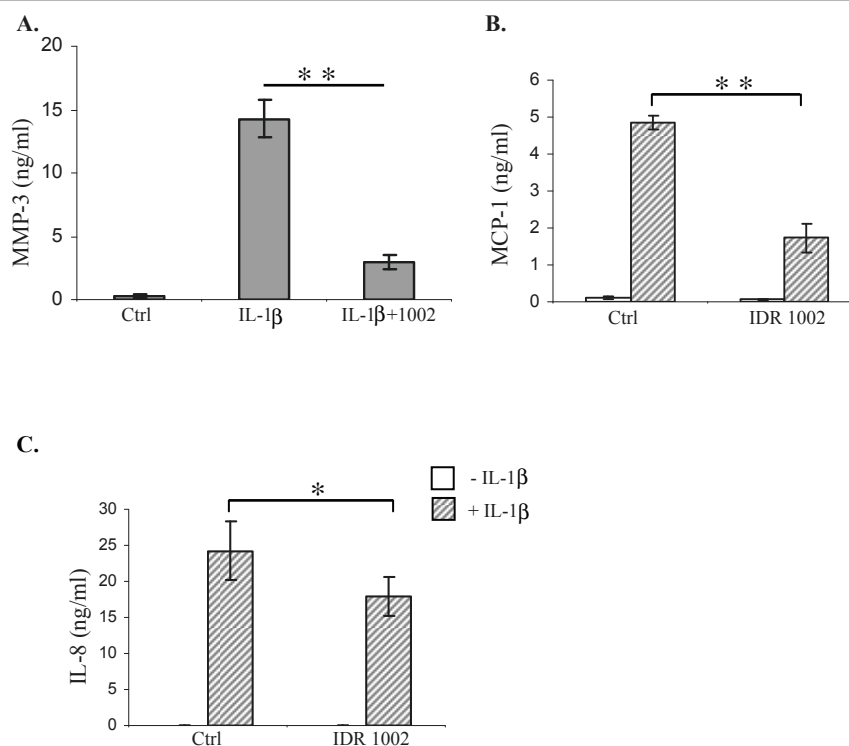 A.
MMP-3 (ng/ml)
20
15
10
5
0
* *
Ctrl
IL-1β
IL-1β+1002
B.
MCP-1 (ng/ml)
6
5
4
3
2
1
0
* *
Ctrl
IDR 1002
C.
- IL-1β
+ IL-1β
IL-8 (ng/ml)
30
25
20
15
10
5
0
*
Ctrl
IDR 1002